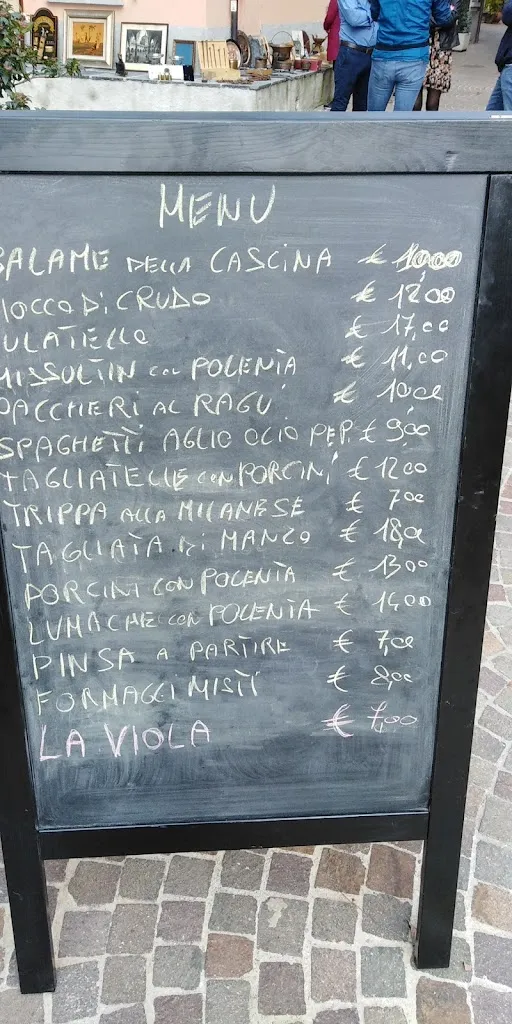 MENU
SALAME DELLA CASCINA € 10,00
FIOCCO DI CRUDO € 12,00
CULATELLO € 17,00
MISSOLTIIN con POLENTA € 11,00
PACCHERI AL RAGU' € 10,00
SPAGHETTI AGLIO OLIO PEP. € 9,00
TAGLIATELLE con PORCINI € 12,00
TRIPPA ALLA MILANESE € 7,00
TAGLIATA DI MANZO € 18,00
PORCINI CON POLENTA € 13,00
LUMACHE con POLENTA € 14,00
PINSA A PARTIRE € 7,00
FORMAGGI MISTI € 8,00
LA VIOLA € 7,00